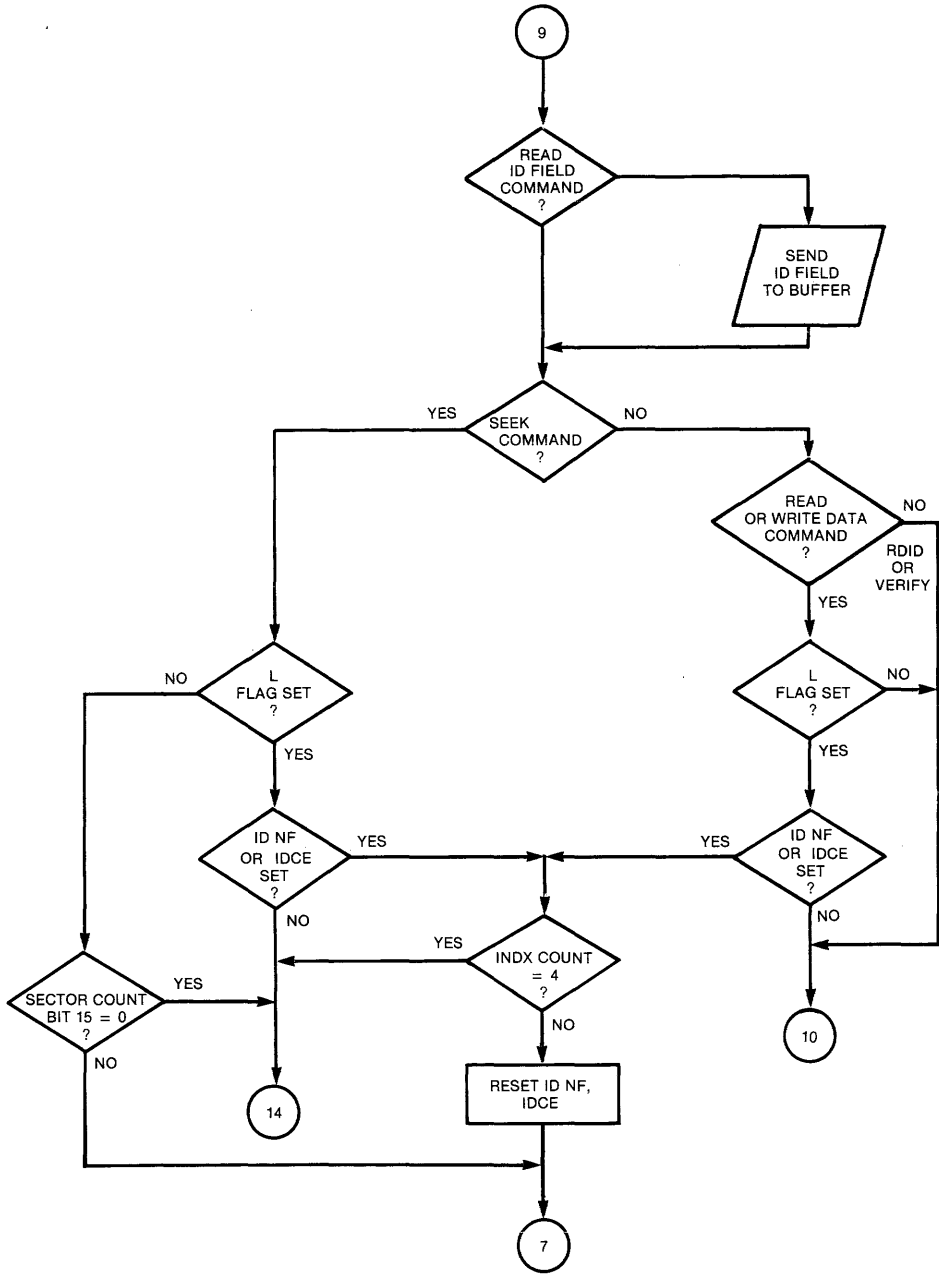 9
READ
ID FIELD
COMMAND
?
SEND
ID FIELD
TO BUFFER
YES
SEEK
COMMAND
?
NO
READ
OR WRITE DATA
COMMAND
?
NO
RDID
OR
VERIFY
YES
NO
L
FLAG SET
?
YES
L
FLAG SET
?
NO
YES
ID NF
OR IDCE
SET
?
YES
NO
YES
ID NF
OR IDCE
SET
?
NO
YES
INDX COUNT
= 4
?
NO
SECTOR COUNT
BIT 15 = 0
?
YES
NO
10
RESET ID NF,
IDCE
14
7